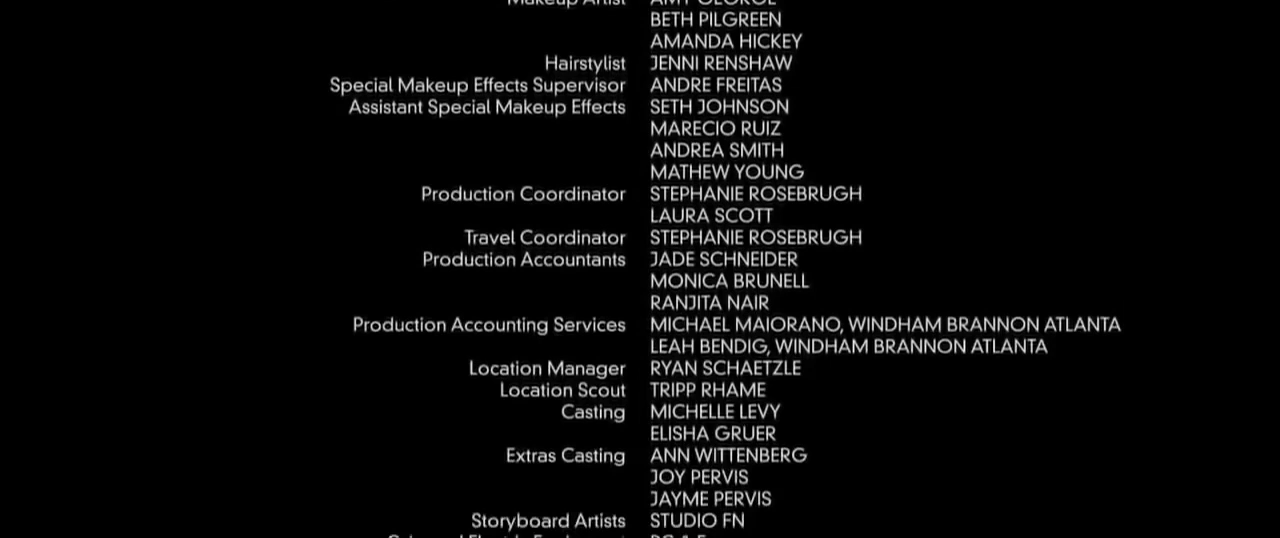 Makeup Artist AMY GEORGE
BETH PILGREEN
AMANDA HICKEY
Hairstylist JENNI RENSHAW
Special Makeup Effects Supervisor ANDRE FREITAS
Assistant Special Makeup Effects SETH JOHNSON
MARECIO RUIZ
ANDREA SMITH
MATHEW YOUNG
Production Coordinator STEPHANIE ROSEBRUGH
LAURA SCOTT
Travel Coordinator STEPHANIE ROSEBRUGH
Production Accountants JADE SCHNEIDER
MONICA BRUNELL
RANJITA NAIR
Production Accounting Services MICHAEL MAIORANO, WINDHAM BRANNON ATLANTA
LEAH BENDIG, WINDHAM BRANNON ATLANTA
Location Manager RYAN SCHAETZLE
Location Scout TRIPP RHAME
Casting MICHELLE LEVY
ELISHA GRUER
Extras Casting ANN WITTENBERG
JOY PERVIS
JAYME PERVIS
Storyboard Artists STUDIO FN